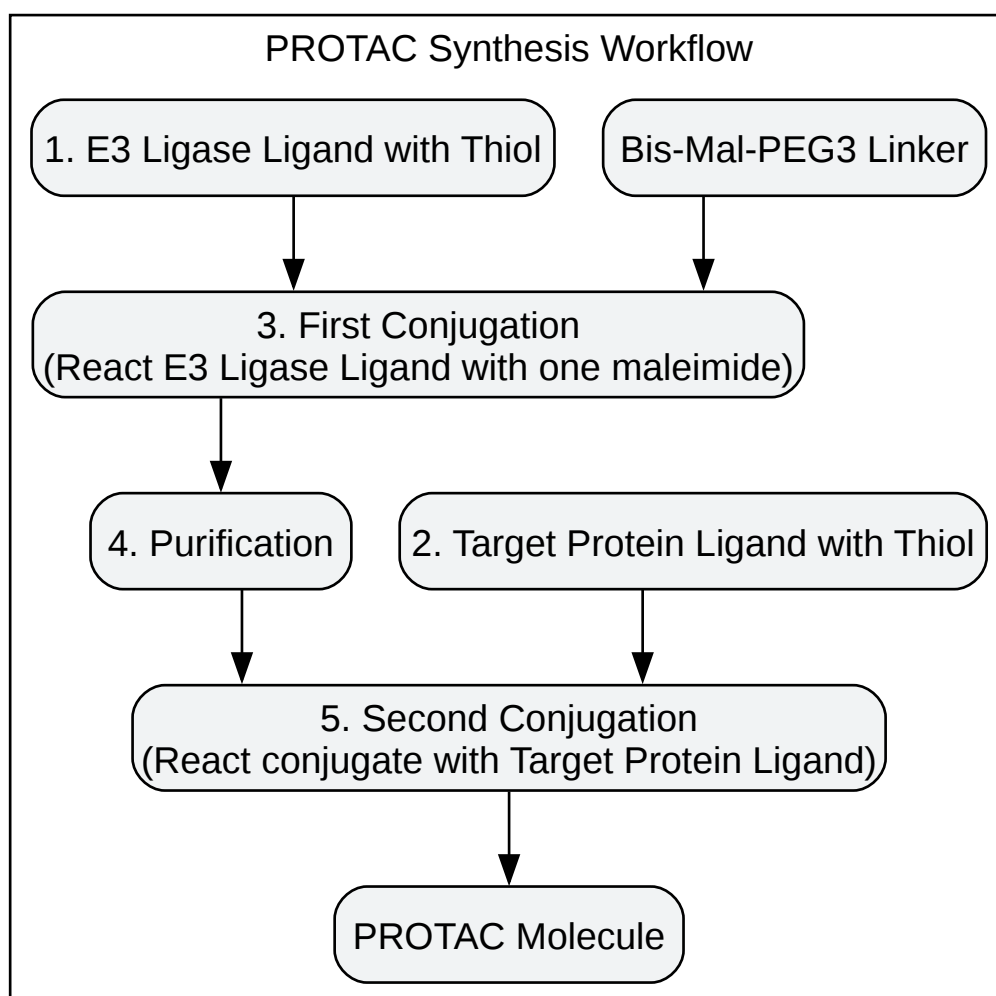 PROTAC Synthesis Workflow
1. E3 Ligase Ligand with Thiol
Bis-Mal-PEG3 Linker
3. First Conjugation
(React E3 Ligase Ligand with one maleimide)
4. Purification
2. Target Protein Ligand with Thiol
5. Second Conjugation
(React conjugate with Target Protein Ligand)
PROTAC Molecule